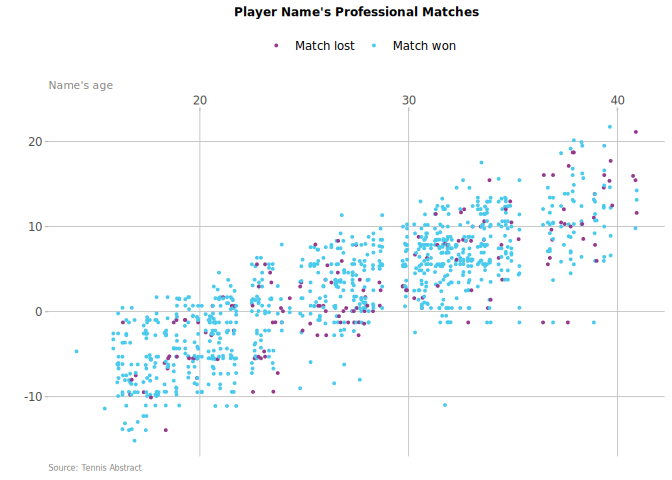 Player Name's Professional Matches
Match lost Match won
Name's age
20 30 40
20
10
0
-10
Source: Tennis Abstract